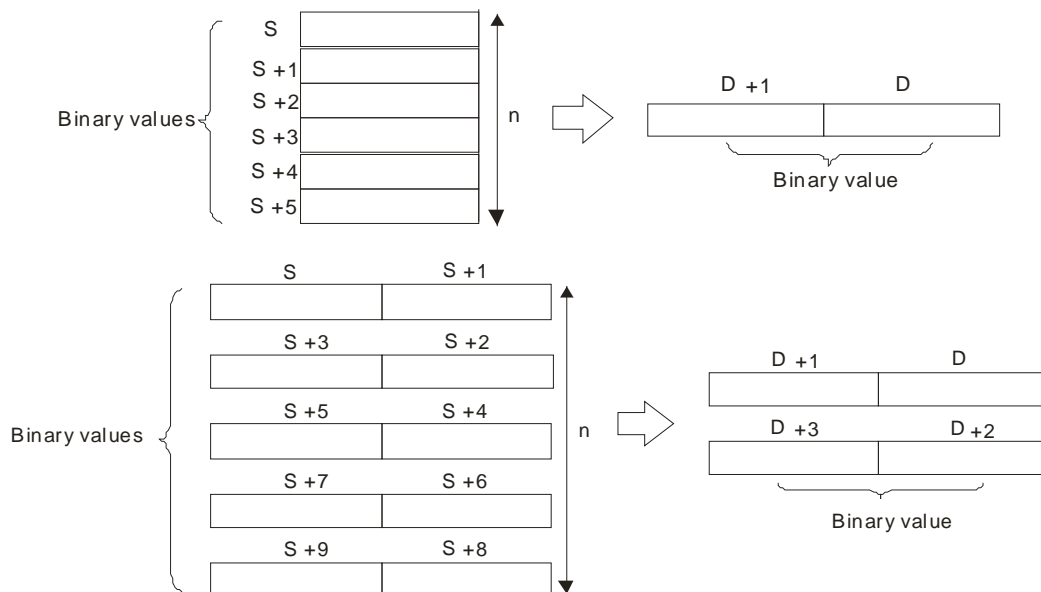 S
S +1
S +2
S +3
S +4
S +5
Binary values
n
D +1 D
Binary value
S S +1
S +3 S +2
S +5 S +4
S +7 S +6
S +9 S +8
Binary values
n
D +1 D
D +3 D +2
Binary value